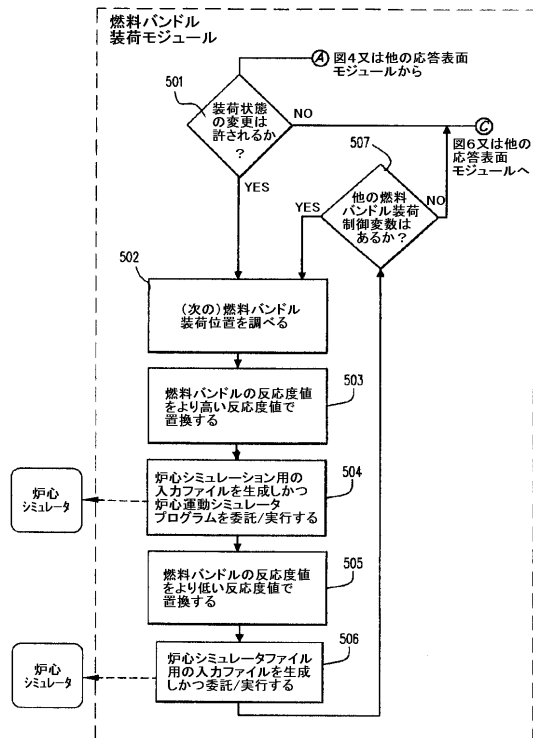 燃料バンドル
装荷モジュール
A 図4又は他の応答表面
モジュールから
501
装荷状態
の変更は
許されるか
?
NO
YES
C
図6又は他の
応答表面
モジュールへ
507
他の燃料
バンドル装荷
制御変数は
あるか?
YES
NO
502
(次の)燃料バンドル
装荷位置を調べる
503
燃料バンドルの反応度値
をより高い反応度値で
置換する
504
炉心シミュレーション用の
入力ファイルを生成しかつ
炉心運動シミュレータ
プログラムを委託/実行する
炉心
シミュレータ
505
燃料バンドルの反応度値
をより低い反応度値で
置換する
506
炉心シミュレータファイル
用の入力ファイルを生成
しかつ委託/実行する
炉心
シミュレータ